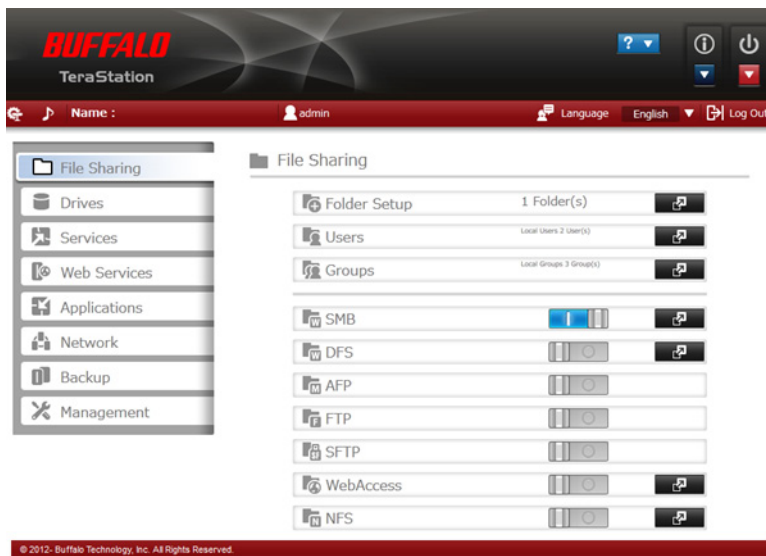 BUFFALO
TeraStation
?
Name :
admin
Language
English
Log Out
File Sharing
Drives
Services
Web Services
Applications
Network
Backup
Management
File Sharing
Folder Setup 1 Folder(s)
Users Local Users 2 User(s)
Groups Local Groups 3 Group(s)
SMB
DFS
AFP
FTP
SFTP
WebAccess
NFS
© 2012- Buffalo Technology, Inc. All Rights Reserved.